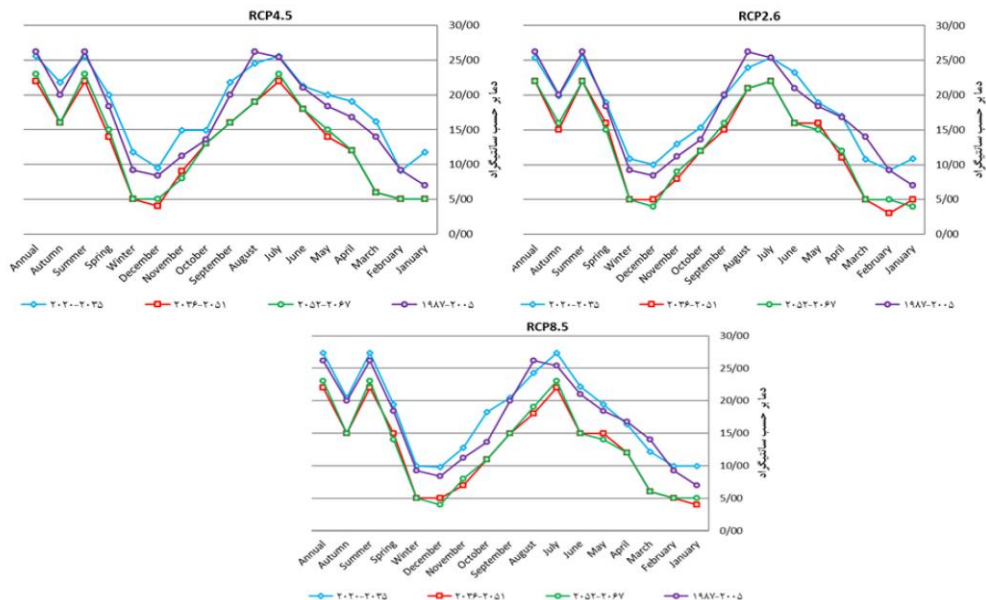 RCP4.5
30/00
25/00
20/00
15/00
10/00
5/00
0/00
دما بر حسب سانتیگراد
Annual
Autumn
Summer
Spring
Winter
December
November
October
September
August
July
June
May
April
March
February
January
۲۰۲۰-۲۰۳۵
۲۰۳۶-۲۰۵۱
۲۰۵۲-۲۰۶۷
۱۹۸۷-۲۰۰۵
RCP2.6
30/00
25/00
20/00
15/00
10/00
5/00
0/00
دما بر حسب سانتیگراد
Annual
Autumn
Summer
Spring
Winter
December
November
October
September
August
July
June
May
April
March
February
January
۲۰۲۰-۲۰۳۵
۲۰۳۶-۲۰۵۱
۲۰۵۲-۲۰۶۷
۱۹۸۷-۲۰۰۵
RCP8.5
30/00
25/00
20/00
15/00
10/00
5/00
0/00
دما بر حسب سانتیگراد
Annual
Autumn
Summer
Spring
Winter
December
November
October
September
August
July
June
May
April
March
February
January
۲۰۲۰-۲۰۳۵
۲۰۳۶-۲۰۵۱
۲۰۵۲-۲۰۶۷
۱۹۸۷-۲۰۰۵